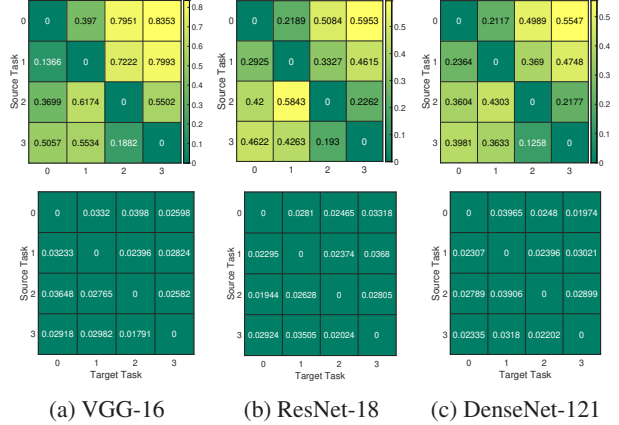 0 0 0.397 0.7951 0.8353
1 0.1366 0 0.7222 0.7993
2 0.3699 0.6174 0 0.5502
3 0.5057 0.5534 0.1882 0
0 1 2 3
Source Task
0.8
0.7
0.6
0.5
0.4
0.3
0.2
0.1
0
0 0 0.2189 0.5084 0.5953
1 0.2925 0 0.3327 0.4615
2 0.42 0.5843 0 0.2262
3 0.4622 0.4263 0.193 0
0 1 2 3
Source Task
0.5
0.4
0.3
0.2
0.1
0 0 0.2117 0.4989 0.5547
1 0.2364 0 0.369 0.4748
2 0.3604 0.4303 0 0.2177
3 0.3981 0.3633 0.1258 0
0 1 2 3
Source Task
0.5
0.4
0.3
0.2
0.1
0
0 0 0.0332 0.0398 0.02598
1 0.03233 0 0.02396 0.02824
2 0.03648 0.02765 0 0.02582
3 0.02918 0.02982 0.01791 0
0 1 2 3
Source Task
Target Task
0 0 0.0281 0.02465 0.03318
1 0.02295 0 0.02374 0.0368
2 0.01944 0.02628 0 0.02805
3 0.02924 0.03505 0.02024 0
0 1 2 3
Source Task
Target Task
0 0 0.03965 0.0248 0.01974
1 0.02307 0 0.02396 0.03021
2 0.02789 0.03906 0 0.02899
3 0.02335 0.0318 0.02202 0
0 1 2 3
Source Task
Target Task
(a) VGG-16 (b) ResNet-18 (c) DenseNet-121